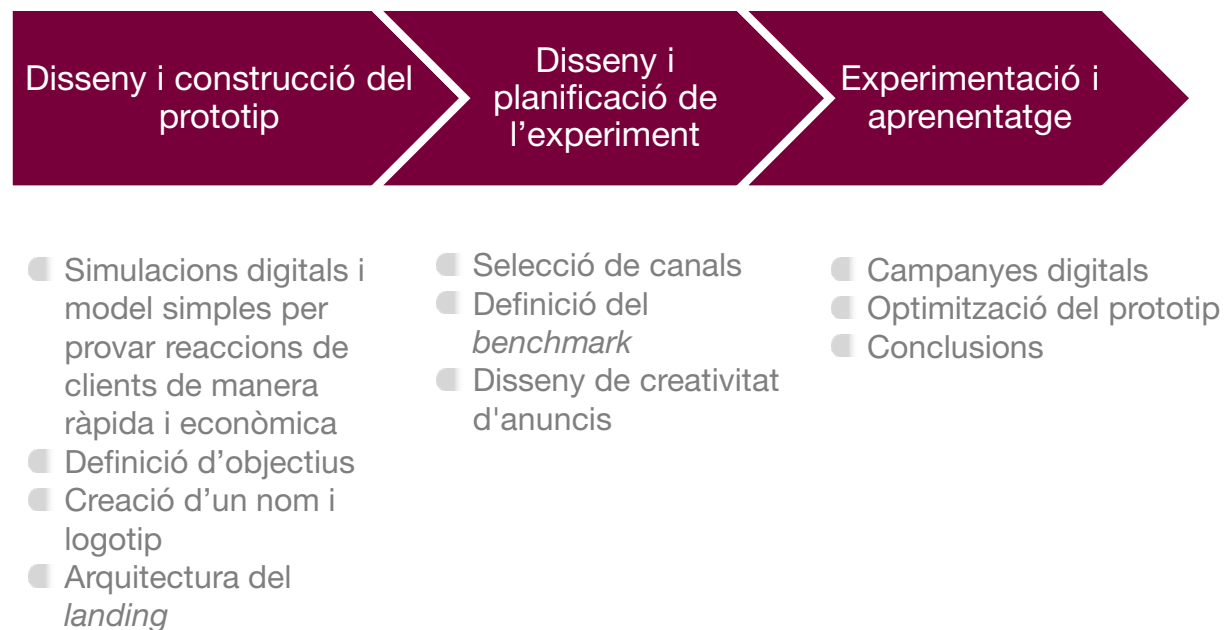 Disseny i construcció del
prototip
Disseny i
planificació de
l’experiment
Experimentació i
aprenentatge
Simulacions digitals i
model simples per
provar reaccions de
clients de manera
ràpida i econòmica
Definició d’objectius
Creació d’un nom i
logotip
Arquitectura del
landing
Selecció de canals
Definició del
benchmark
Disseny de creativitat
d'anuncis
Campanyes digitals
Optimització del prototip
Conclusions